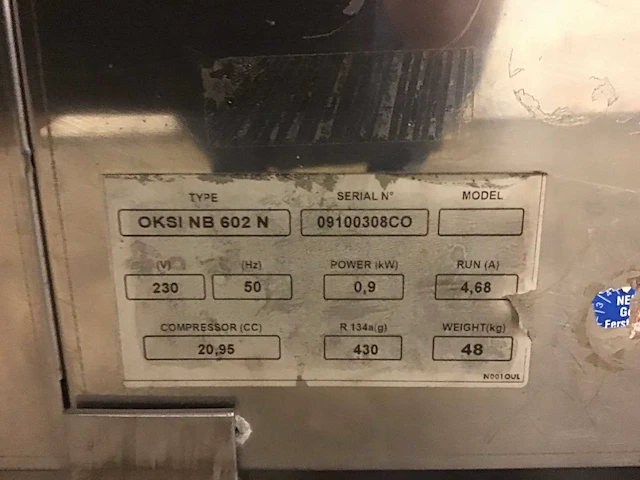 TYPE SERIAL N° MODEL
OKSI NB 602 N 09100308CO
(V) (Hz) POWER (kW) RUN (A)
230 50 0,9 4,68
COMPRESSOR (CC) R 134a(g) WEIGHT(kg)
20,95 430 48
N001OUL
NE